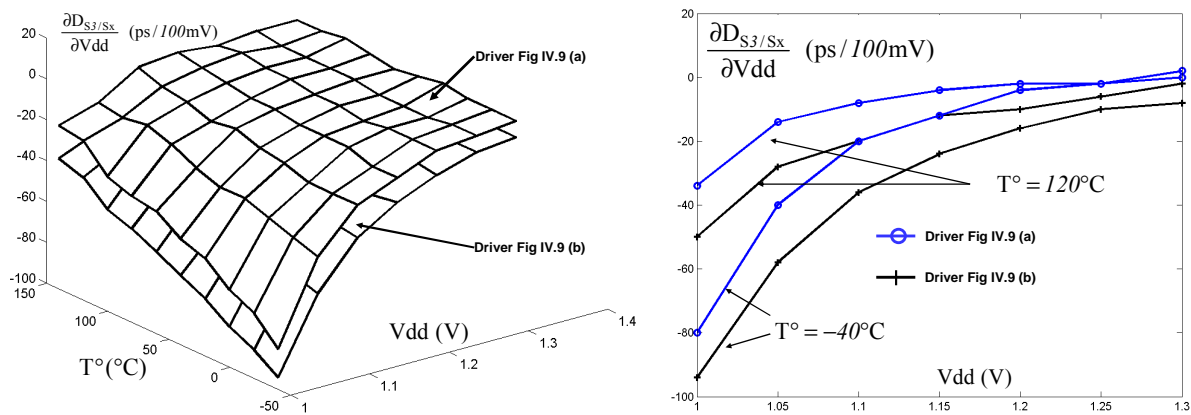 ∂D_S3/Sx / ∂Vdd (ps/100mV)
20
0
-20
-40
-60
-80
-100
150
100
50
0
-50
T°(°C)
1
1.1
1.2
1.3
1.4
Vdd (V)
Driver Fig IV.9 (a)
Driver Fig IV.9 (b)
20
0
-20
-40
-60
-80
-100
∂D_S3/Sx / ∂Vdd (ps/100mV)
T° = 120°C
Driver Fig IV.9 (a)
Driver Fig IV.9 (b)
T° = −40°C
Vdd (V)
1
1.05
1.1
1.15
1.2
1.25
1.3